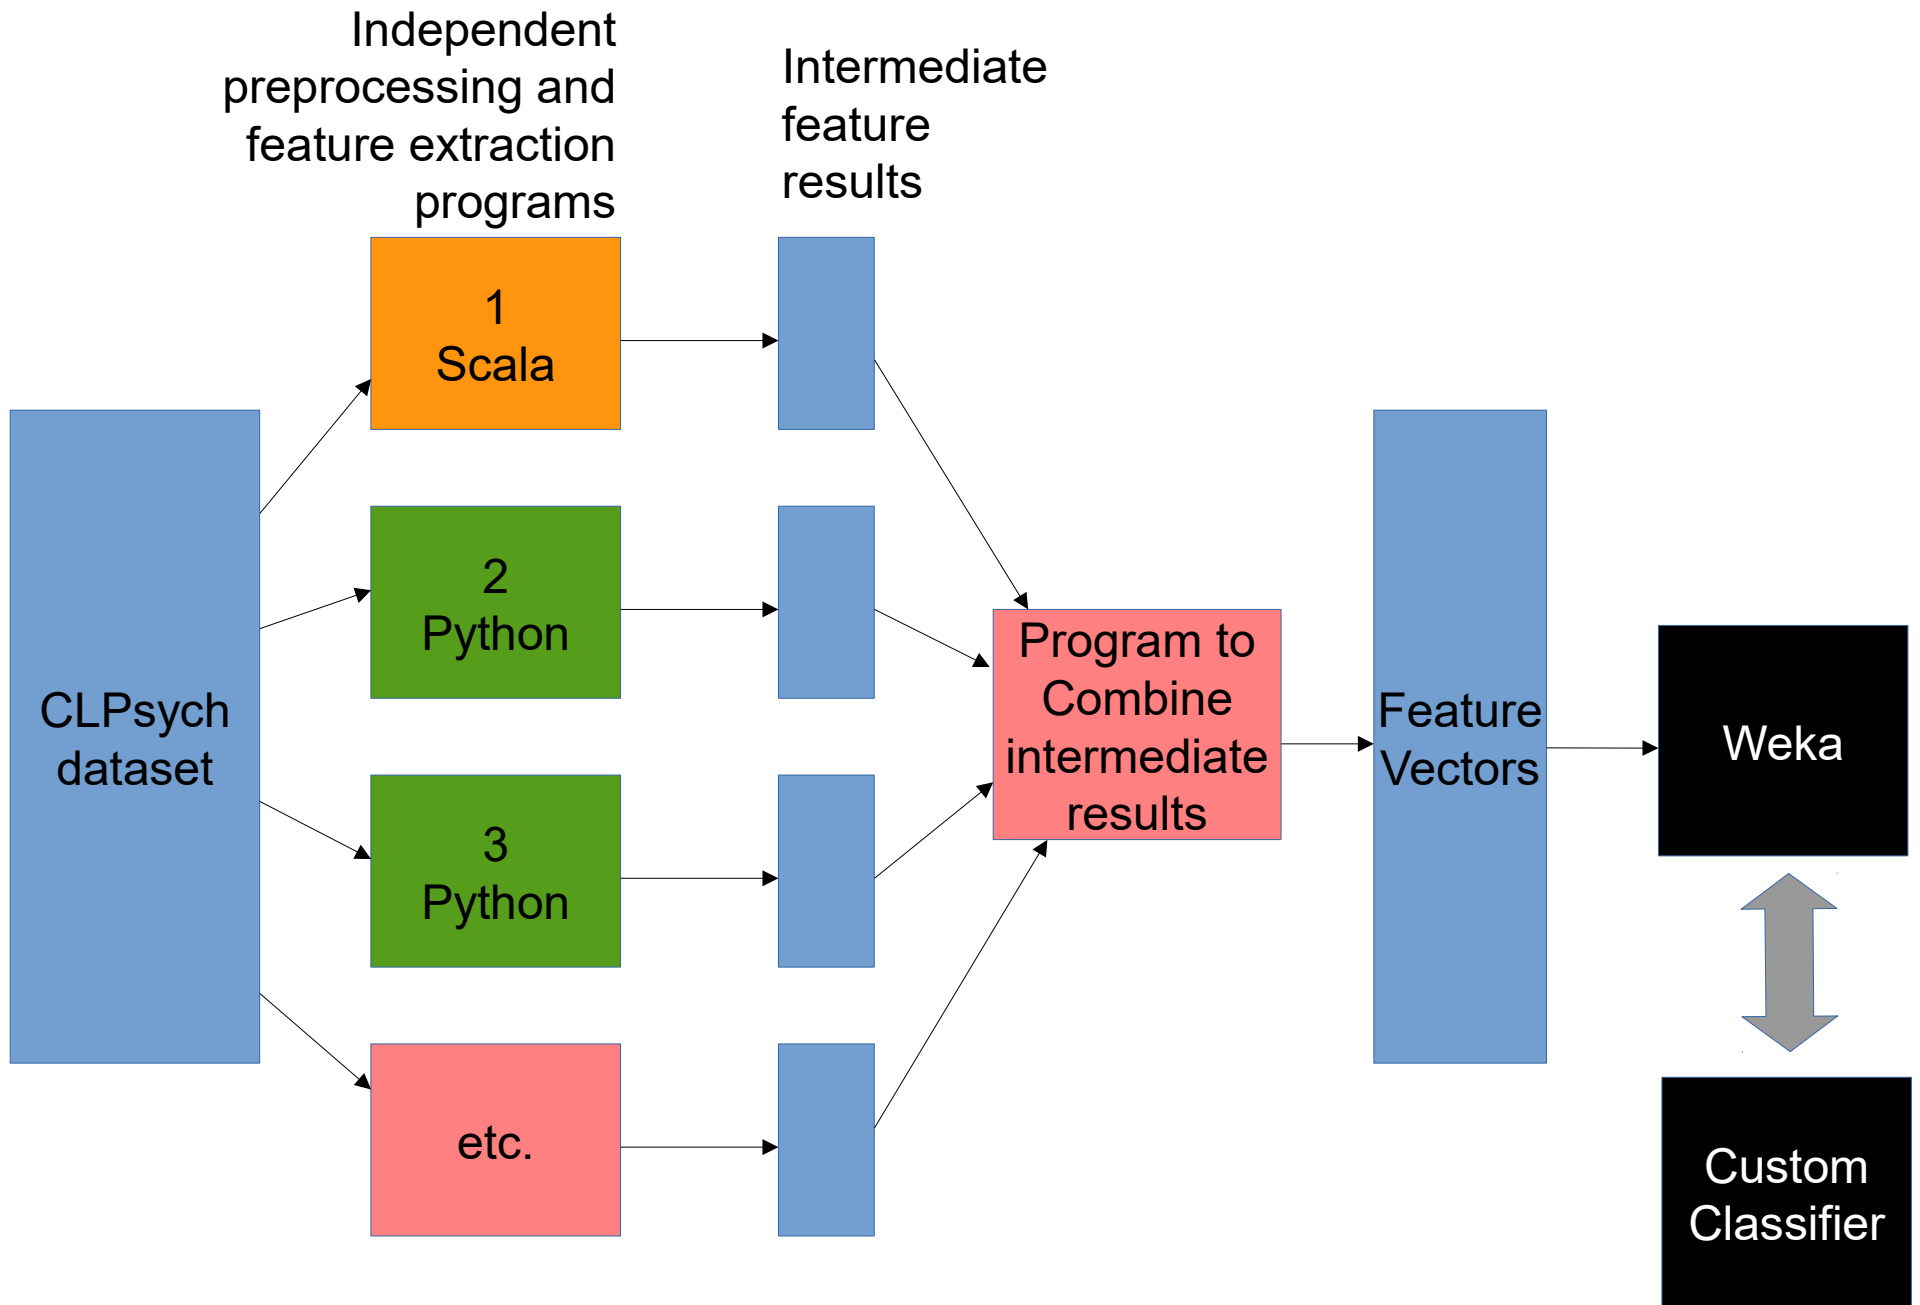 Independent
preprocessing and
feature extraction
programs
Intermediate
feature
results
1
Scala
2
Python
3
Python
etc.
CLPsych
dataset
Program to
Combine
intermediate
results
Feature
Vectors
Weka
Custom
Classifier